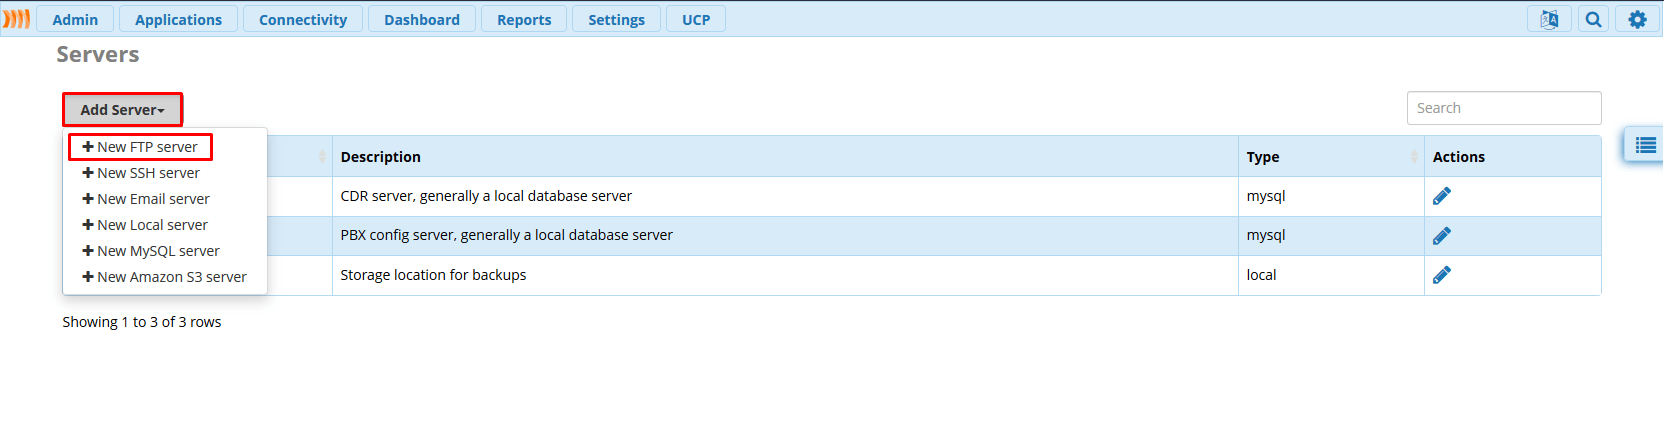 Admin Applications Connectivity Dashboard Reports Settings UCP
Servers
Add Server
Search
New FTP server
Description Type Actions
New SSH server
CDR server, generally a local database server mysql
New Email server
New Local server
PBX config server, generally a local database server mysql
New MySQL server
New Amazon S3 server
Storage location for backups local
Showing 1 to 3 of 3 rows